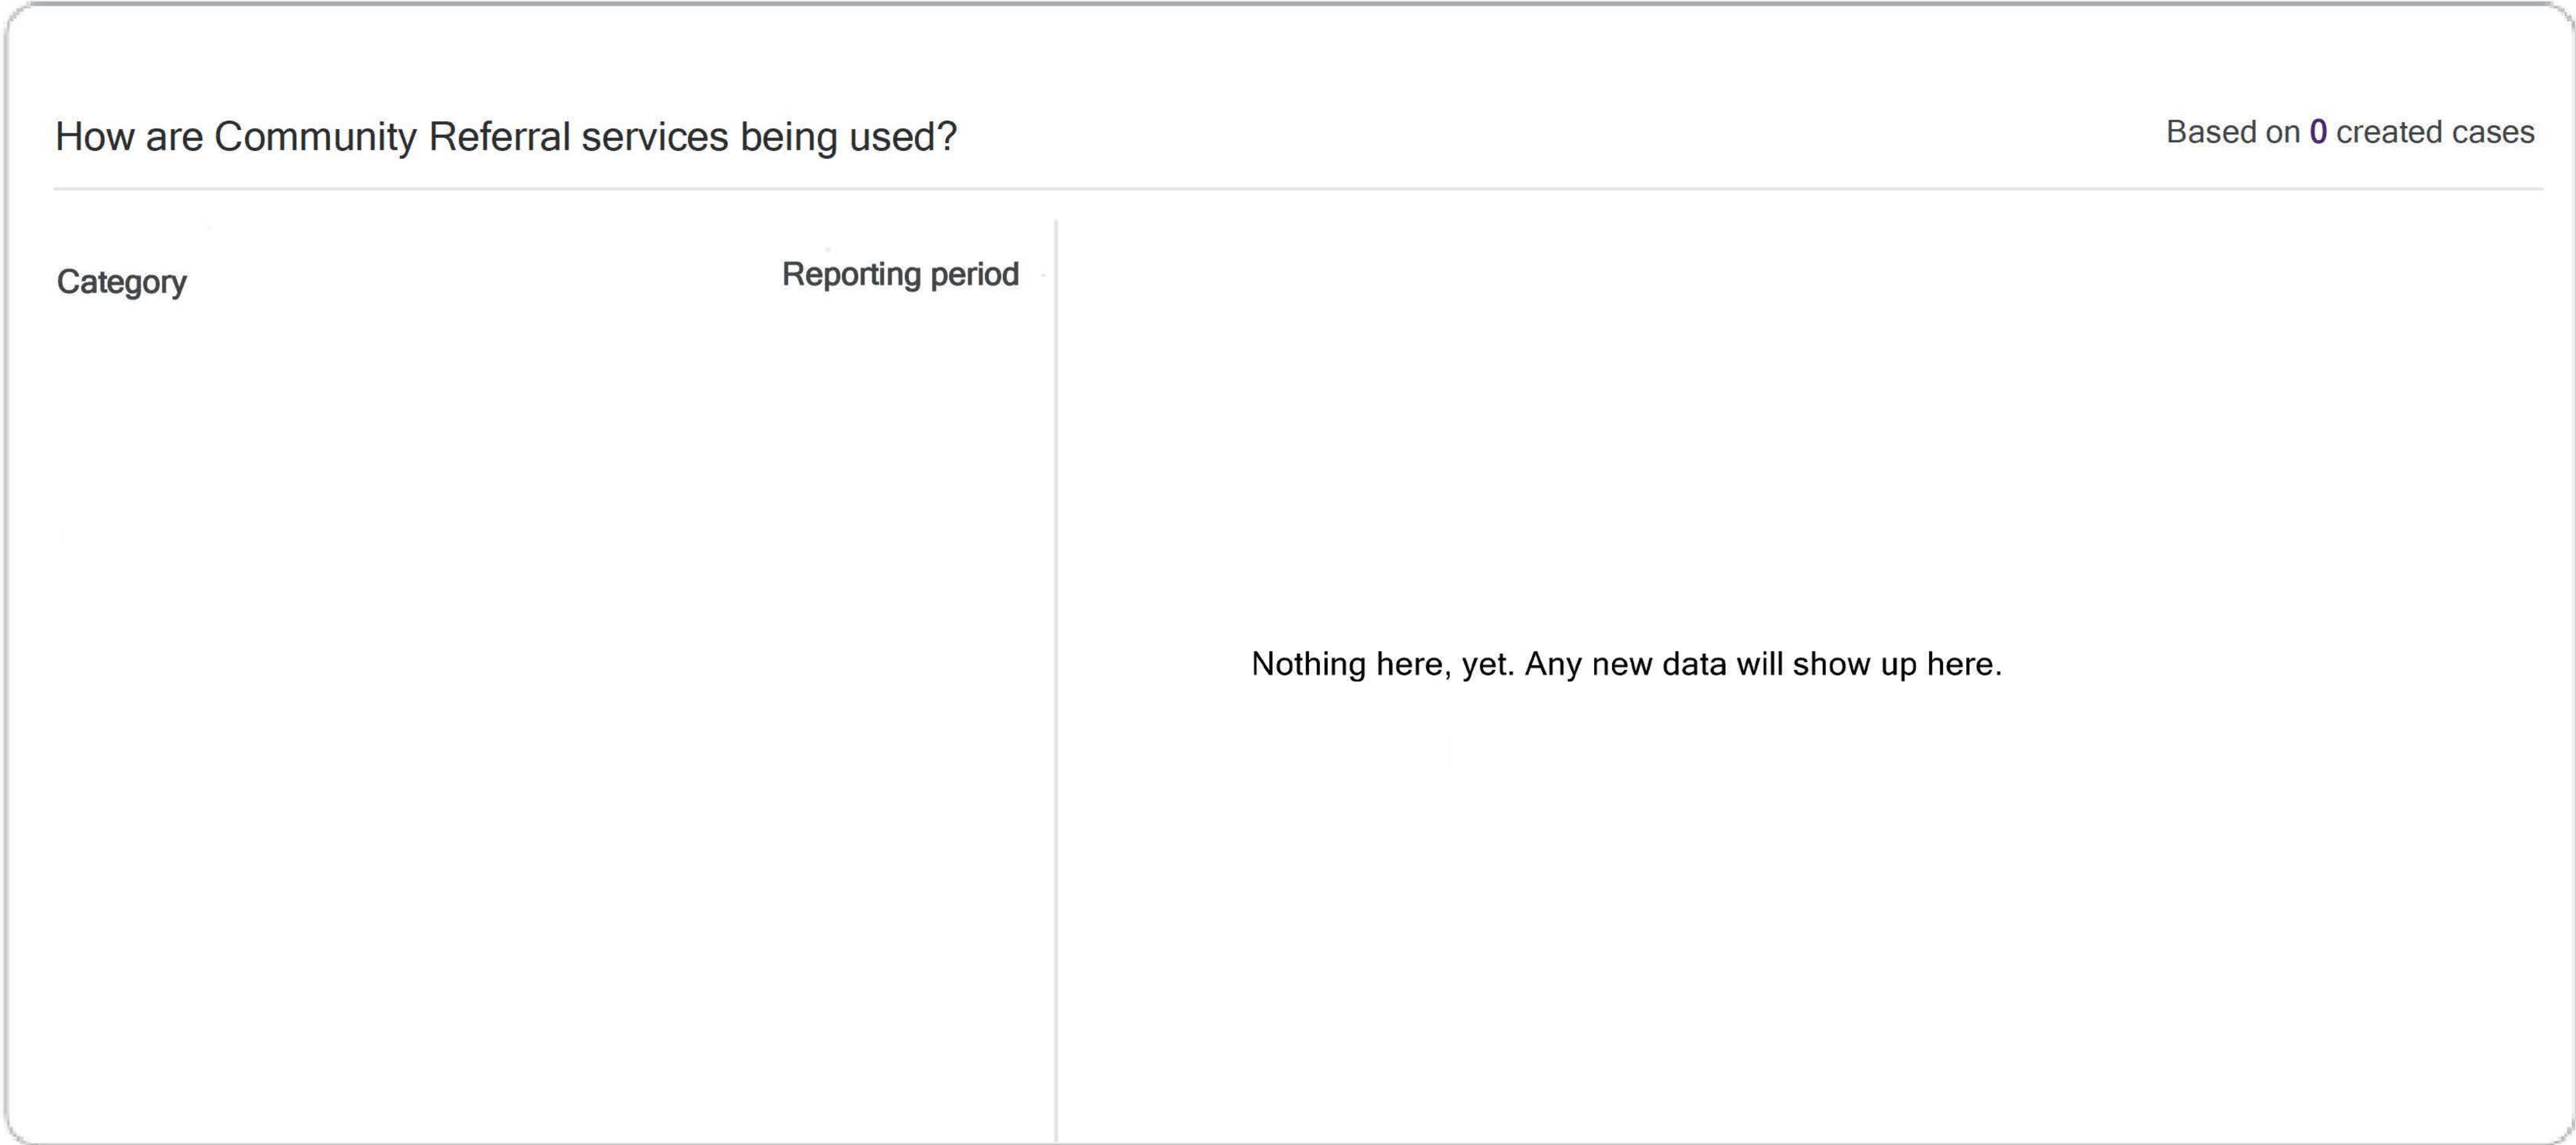 How are Community Referral services being used?
Based on 0 created cases
Category
Reporting period
Nothing here, yet. Any new data will show up here.